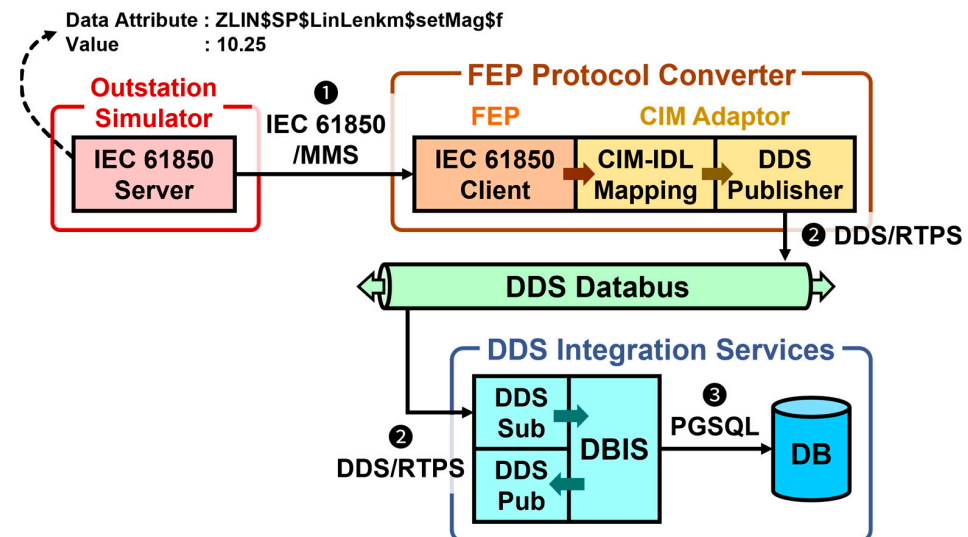 Data Attribute : ZLIN$SP$LinLenkm$setMag$f
Value : 10.25
Outstation
Simulator
IEC 61850
Server
❶
IEC 61850
/MMS
FEP Protocol Converter
FEP
CIM Adaptor
IEC 61850
Client
CIM-IDL
Mapping
DDS
Publisher
❷ DDS/RTPS
DDS Databus
❷
DDS/RTPS
DDS Integration Services
DDS
Sub
DDS
Pub
DBIS
❸
PGSQL
DB